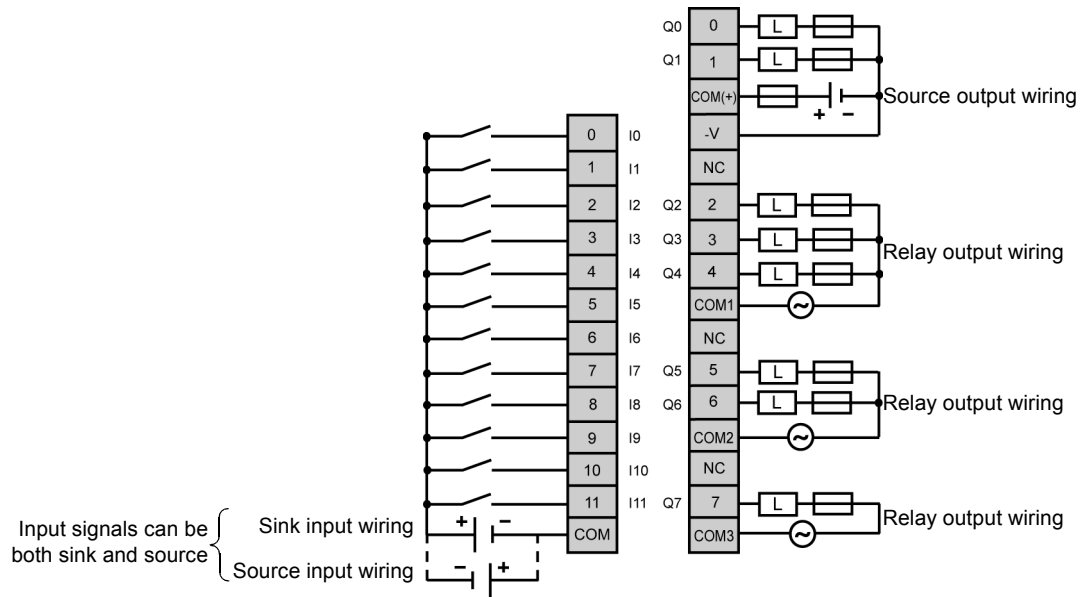 Q0 0 L
Q1 1 L
COM(+) + − Source output wiring
-V
NC
Q2 2 L
Q3 3 L
Relay output wiring
Q4 4 L
COM1 ~
NC
Q5 5 L
Q6 6 L Relay output wiring
COM2 ~
NC
Q7 7 L
Relay output wiring
COM3 ~
0 I0
1 I1
2 I2
3 I3
4 I4
5 I5
6 I6
7 I7
8 I8
9 I9
10 I10
11 I11
Sink input wiring + − COM
Input signals can be
both sink and source
Source input wiring − +